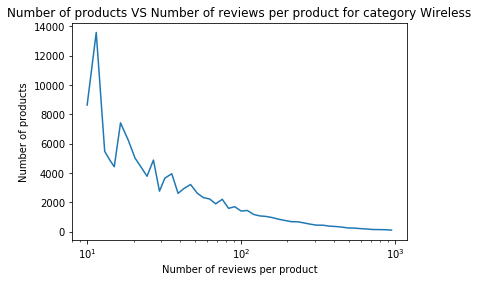 Number of products VS Number of reviews per product for category Wireless
14000
12000
10000
8000
6000
4000
2000
0
Number of products
10¹ 10² 10³
Number of reviews per product